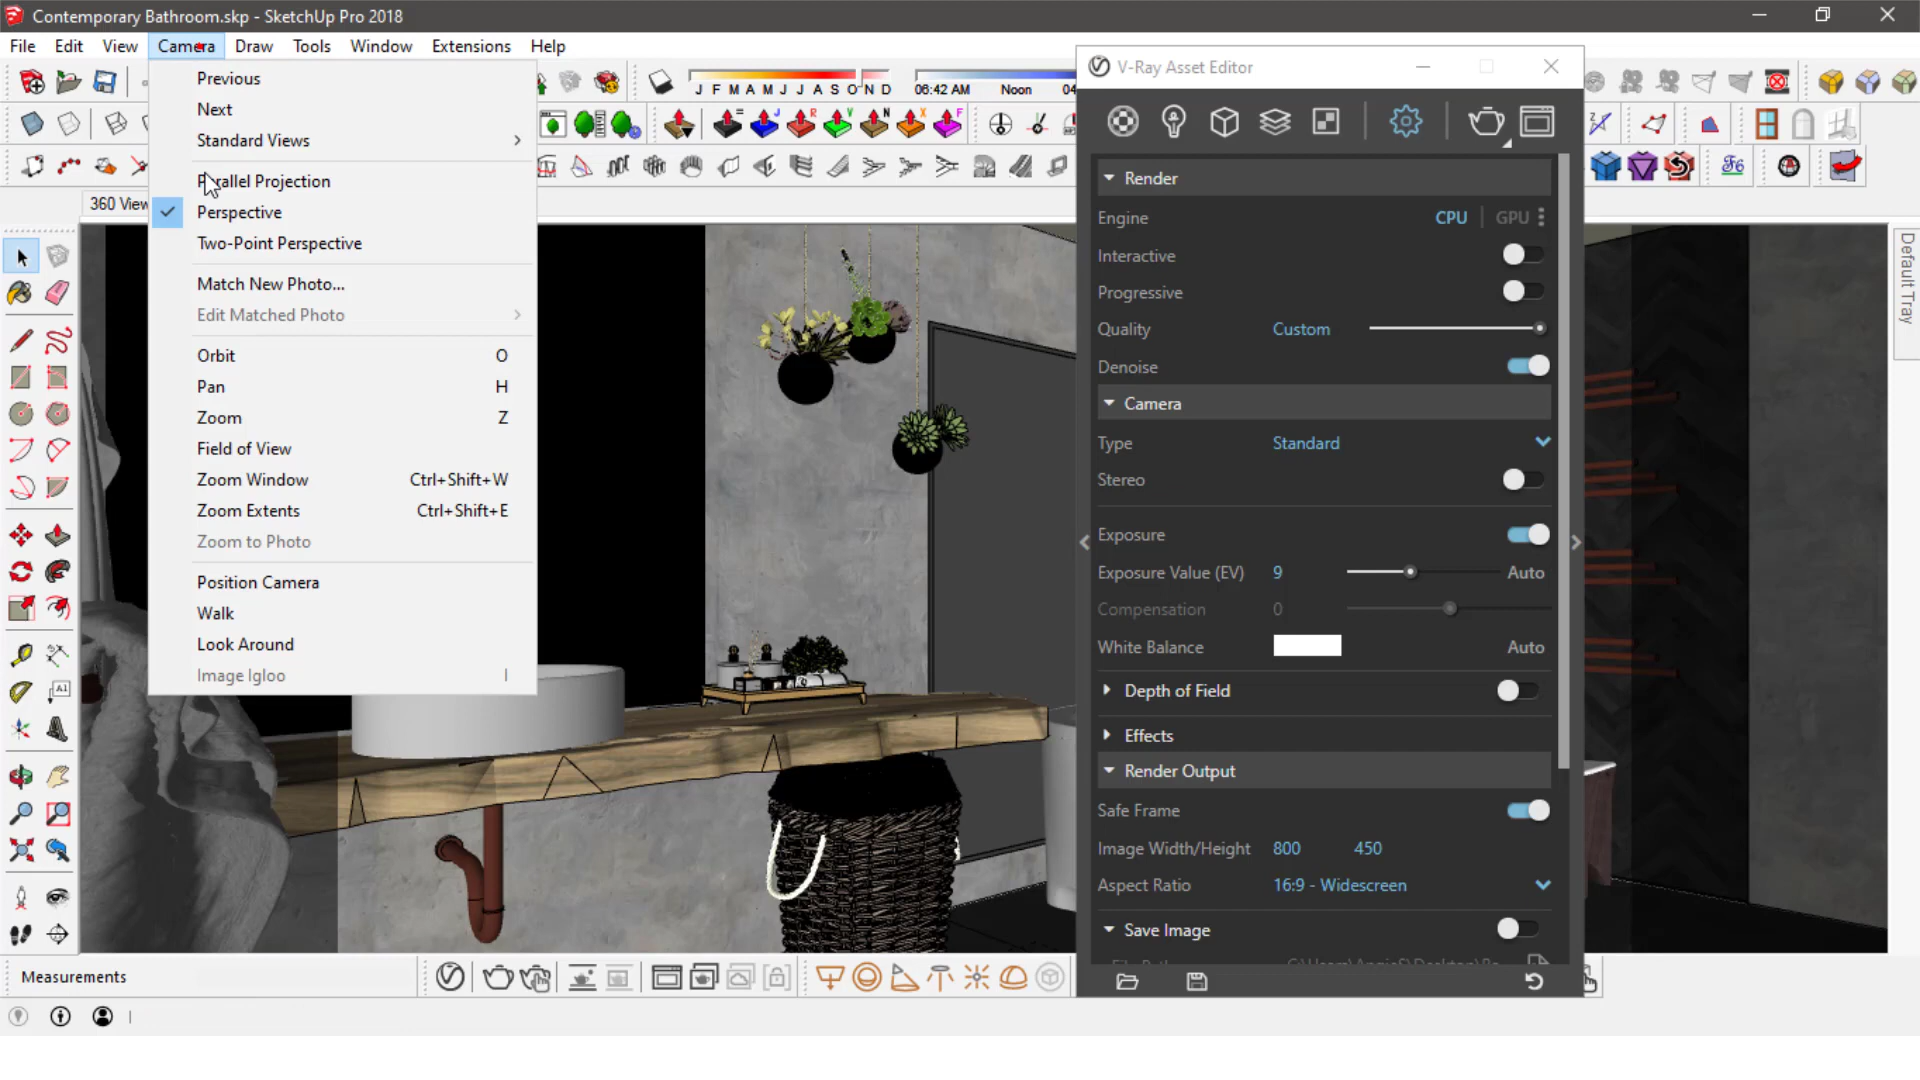 Contemporary Bathroom.skp - SketchUp Pro 2018
File Edit View Camera Draw Tools Window Extensions Help
J F M A M J J A S O N D
06:42 AM Noon 04
360 View
Previous
Next
Standard Views
Parallel Projection
Perspective
Two-Point Perspective
Match New Photo...
Edit Matched Photo
Orbit O
Pan H
Zoom Z
Field of View
Zoom Window Ctrl+Shift+W
Zoom Extents Ctrl+Shift+E
Zoom to Photo
Position Camera
Walk
Look Around
Image Igloo I
V-Ray Asset Editor
Render
Engine CPU GPU
Interactive
Progressive
Quality Custom
Denoise
Camera
Type Standard
Stereo
Exposure
Exposure Value (EV) 9 Auto
Compensation 0
White Balance Auto
Depth of Field
Effects
Render Output
Safe Frame
Image Width/Height 800 450
Aspect Ratio 16:9 - Widescreen
Save Image
Default Tray
Measurements